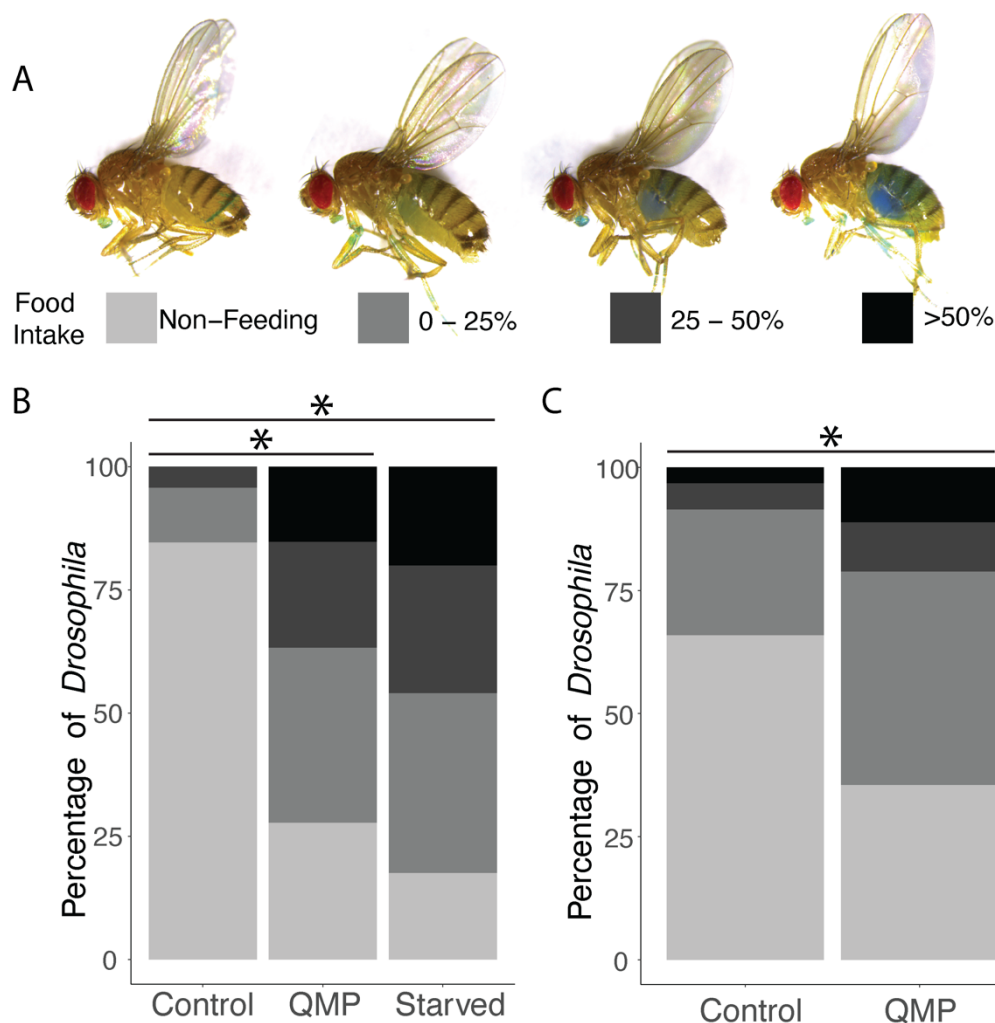 A
Food Intake
Non–Feeding
0 – 25%
25 – 50%
>50%
B
*
*
Percentage of Drosophila
100
75
50
25
0
Control
QMP
Starved
C
*
Percentage of Drosophila
100
75
50
25
0
Control
QMP